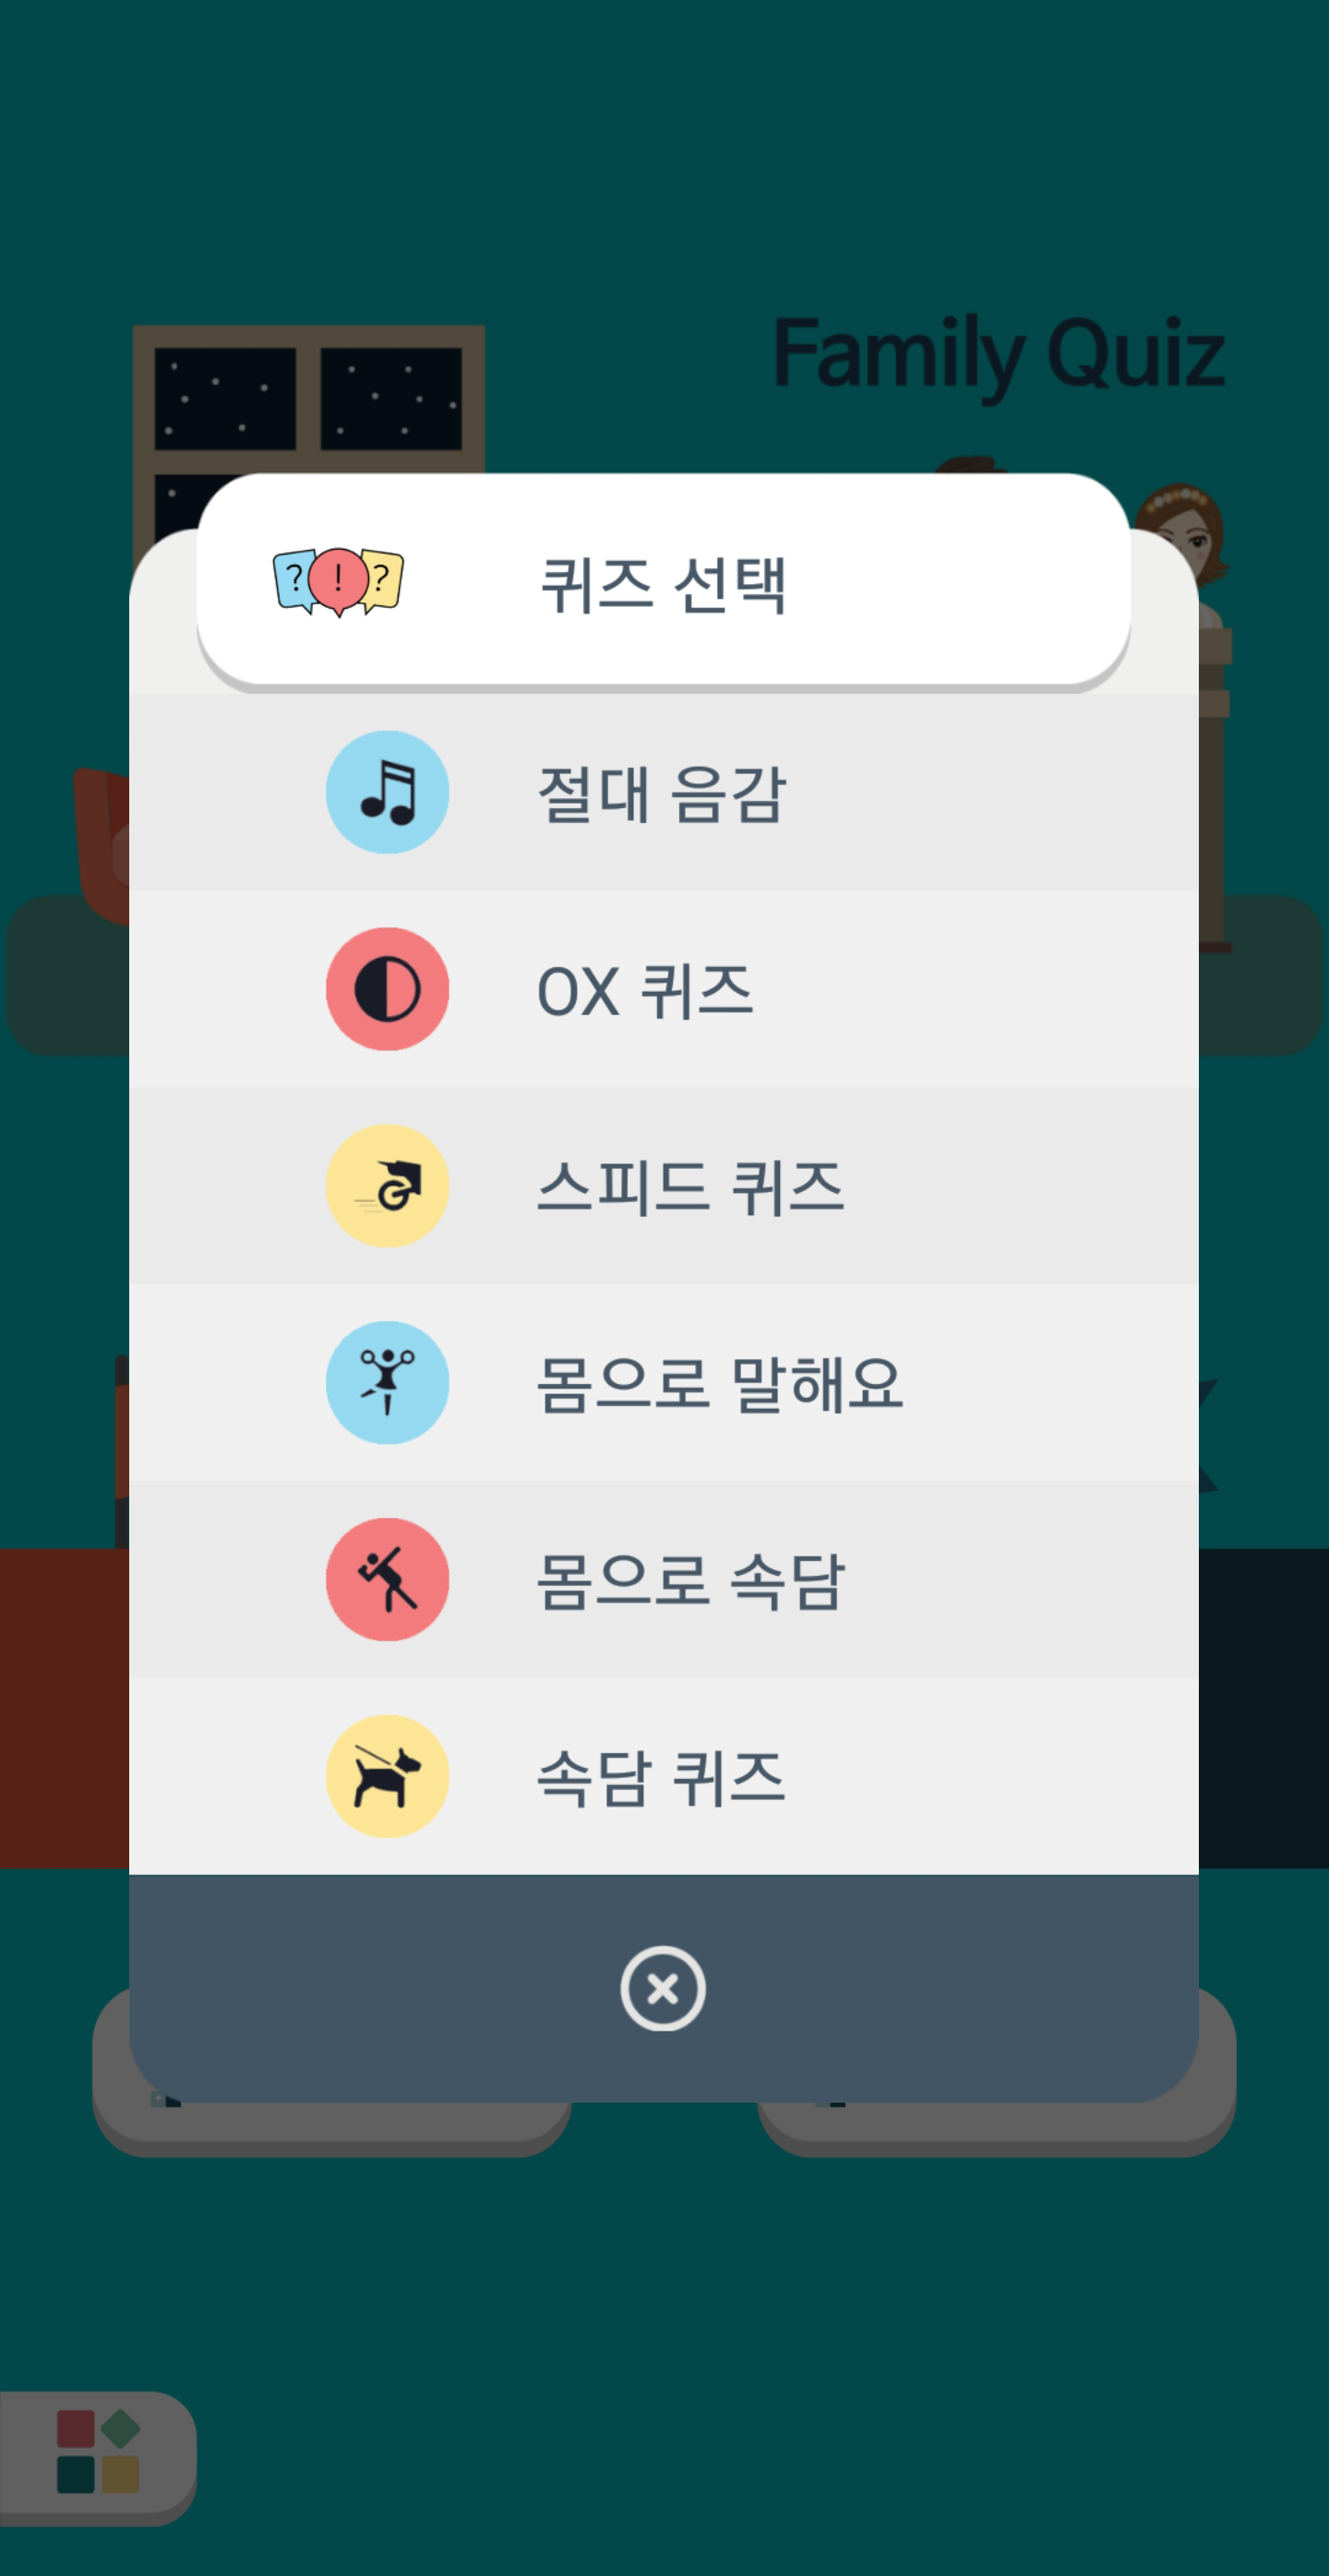 Family Quiz
? ! ?
퀴즈 선택
절대 음감
OX 퀴즈
스피드 퀴즈
몸으로 말해요
몸으로 속담
속담 퀴즈